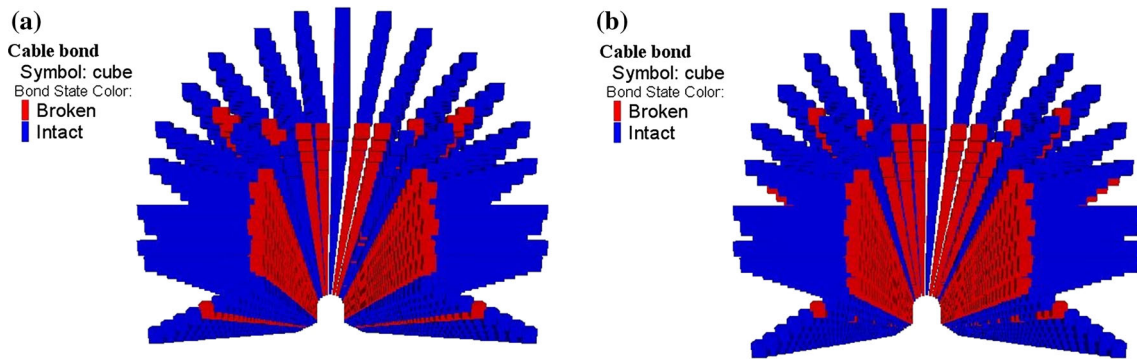 (a)
Cable bond
Symbol: cube
Bond State Color:
Broken
Intact
(b)
Cable bond
Symbol: cube
Bond State Color:
Broken
Intact